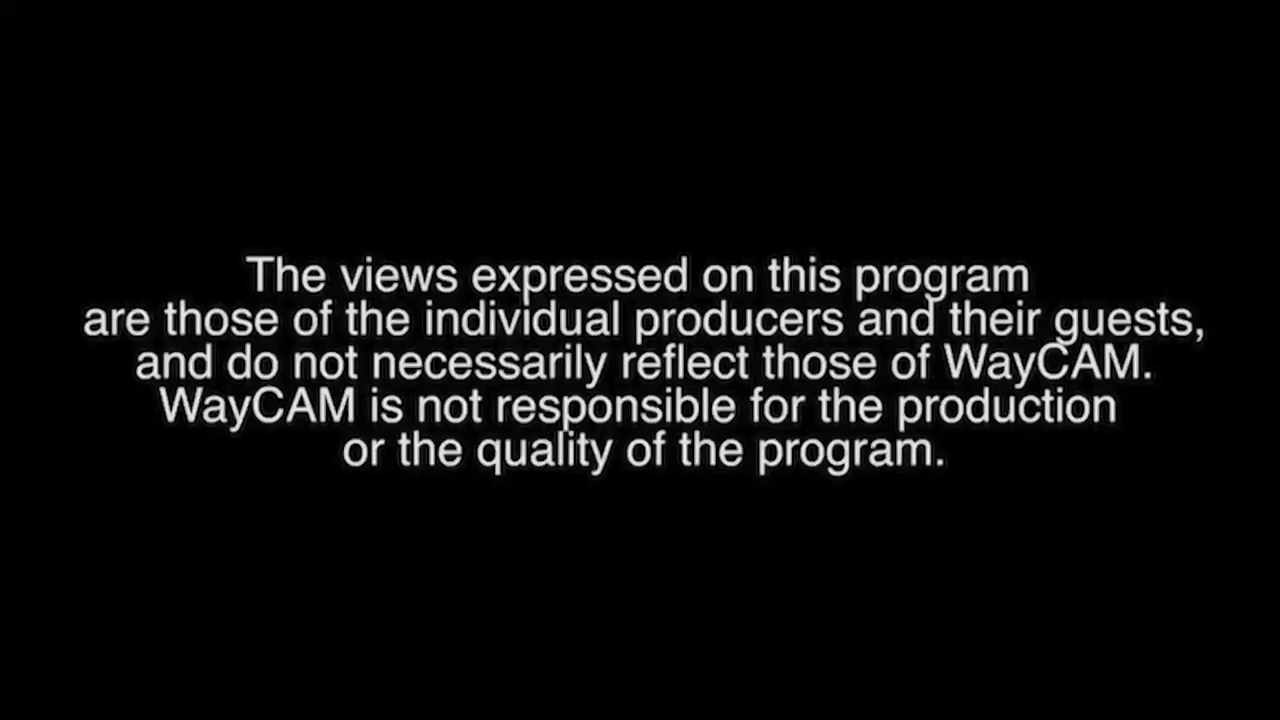 The views expressed on this program
are those of the individual producers and their guests,
and do not necessarily reflect those of WayCAM.
WayCAM is not responsible for the production
or the quality of the program.